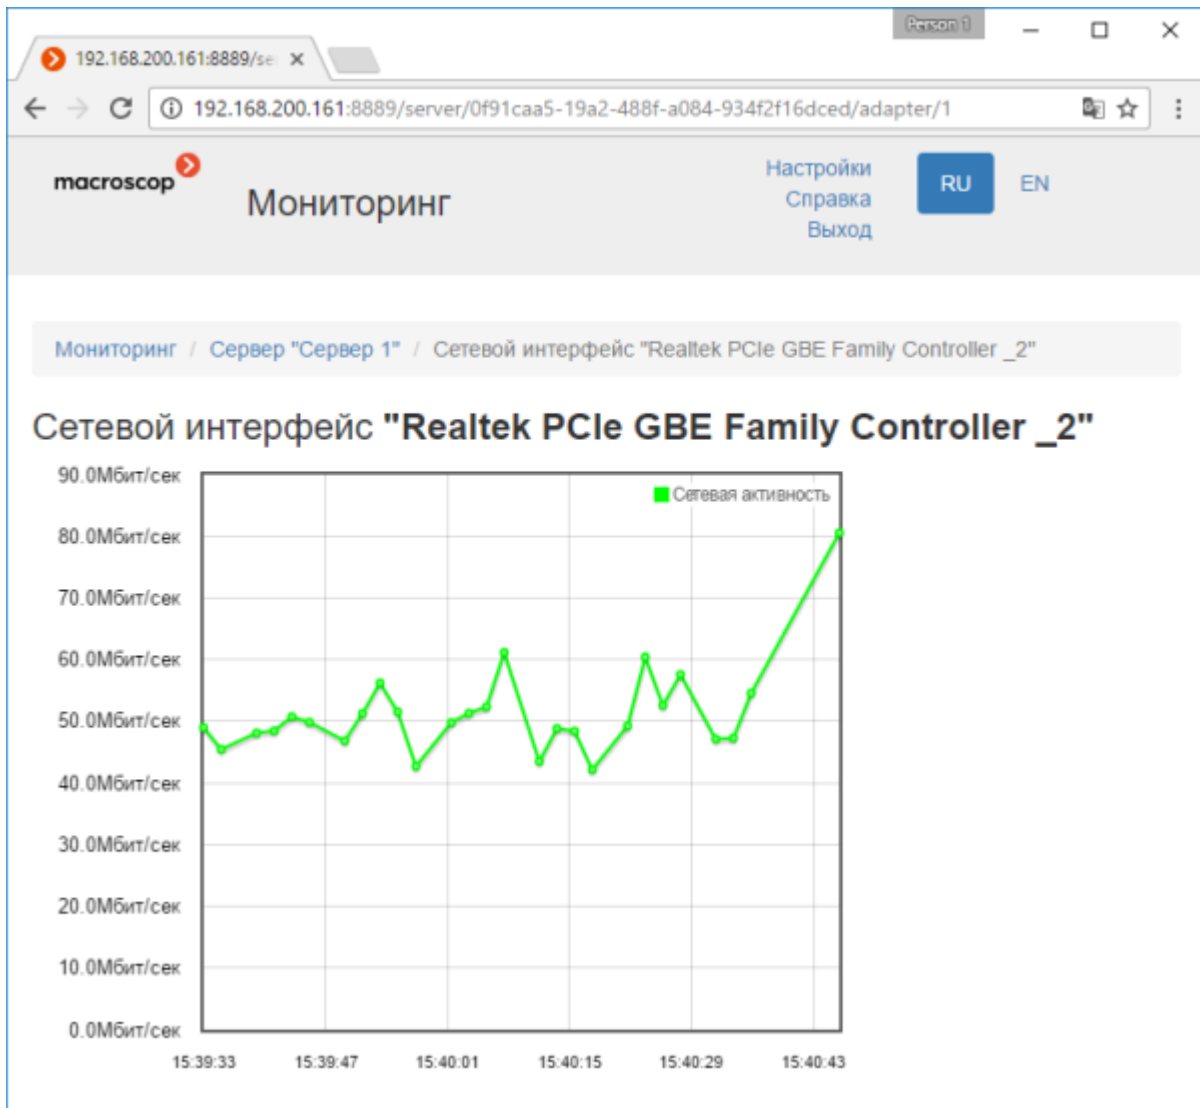 Person 1
192.168.200.161:8889/se
192.168.200.161:8889/server/0f91caa5-19a2-488f-a084-934f2f16dced/adapter/1
macroscop
Мониторинг
Настройки
Справка
Выход
RU
EN
Мониторинг / Сервер "Сервер 1" / Сетевой интерфейс "Realtek PCIe GBE Family Controller _2"
Сетевой интерфейс "Realtek PCIe GBE Family Controller _2"
90.0Мбит/сек
Сетевая активность
80.0Мбит/сек
70.0Мбит/сек
60.0Мбит/сек
50.0Мбит/сек
40.0Мбит/сек
30.0Мбит/сек
20.0Мбит/сек
10.0Мбит/сек
0.0Мбит/сек
15:39:33 15:39:47 15:40:01 15:40:15 15:40:29 15:40:43